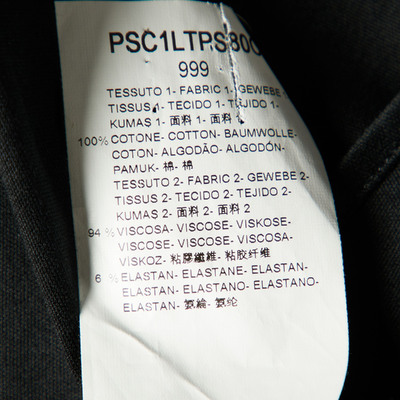 PSC1LTPS800
999
TESSUTO 1- FABRIC 1- GEWEBE 1-
TISSUS 1- TECIDO 1- TEJIDO 1-
KUMAS 1- 面料 1- 面料 1
100% COTONE- COTTON- BAUMWOLLE-
COTON- ALGODÃO- ALGODÓN-
PAMUK- 棉- 棉
TESSUTO 2- FABRIC 2- GEWEBE 2-
TISSUS 2- TECIDO 2- TEJIDO 2-
KUMAS 2- 面料 2- 面料 2
94 % VISCOSA- VISCOSE- VISKOSE-
VISCOSE- VISCOSE- VISCOSA-
VİSKOZ- 粘膠纖維- 粘胶纤维
6 % ELASTAN- ELASTANE- ELASTAN-
ELASTAN- ELASTANO- ELASTANO-
ELASTAN- 氨綸- 氨纶